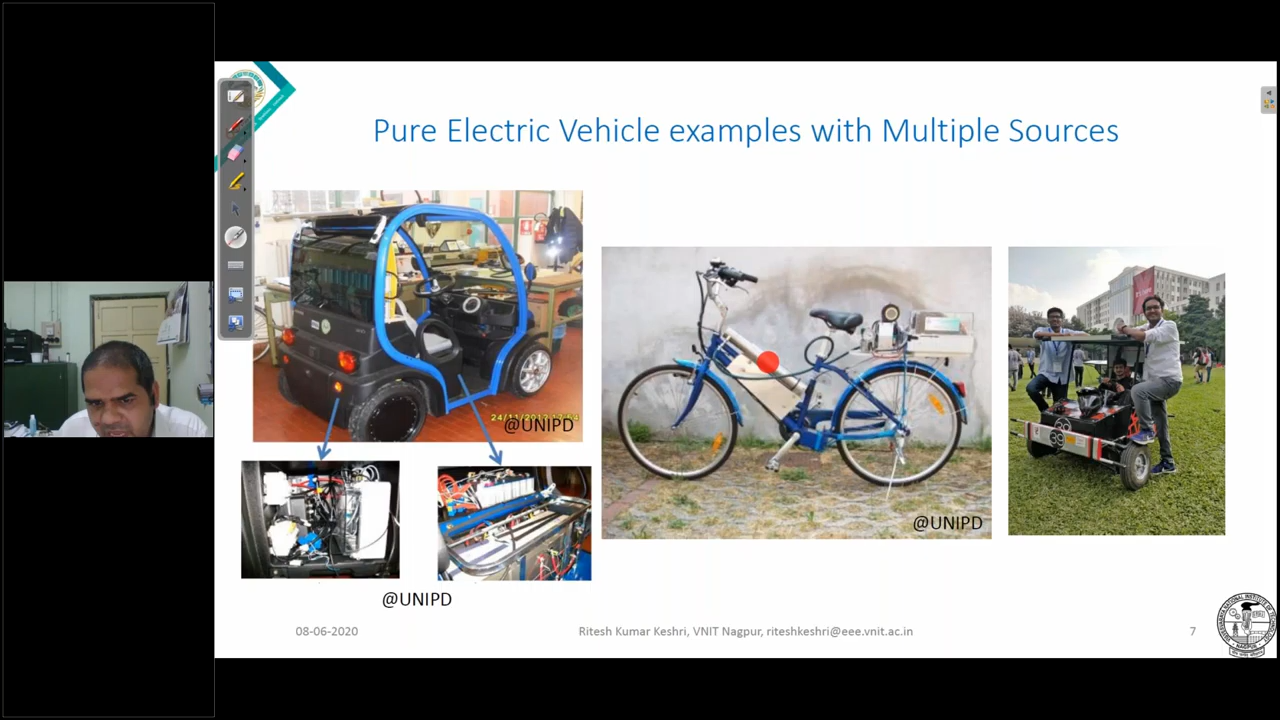 Pure Electric Vehicle examples with Multiple Sources
@UNIPD
@UNIPD
@UNIPD
08-06-2020
Ritesh Kumar Keshri, VNIT Nagpur, riteshkeshri@eee.vnit.ac.in
7